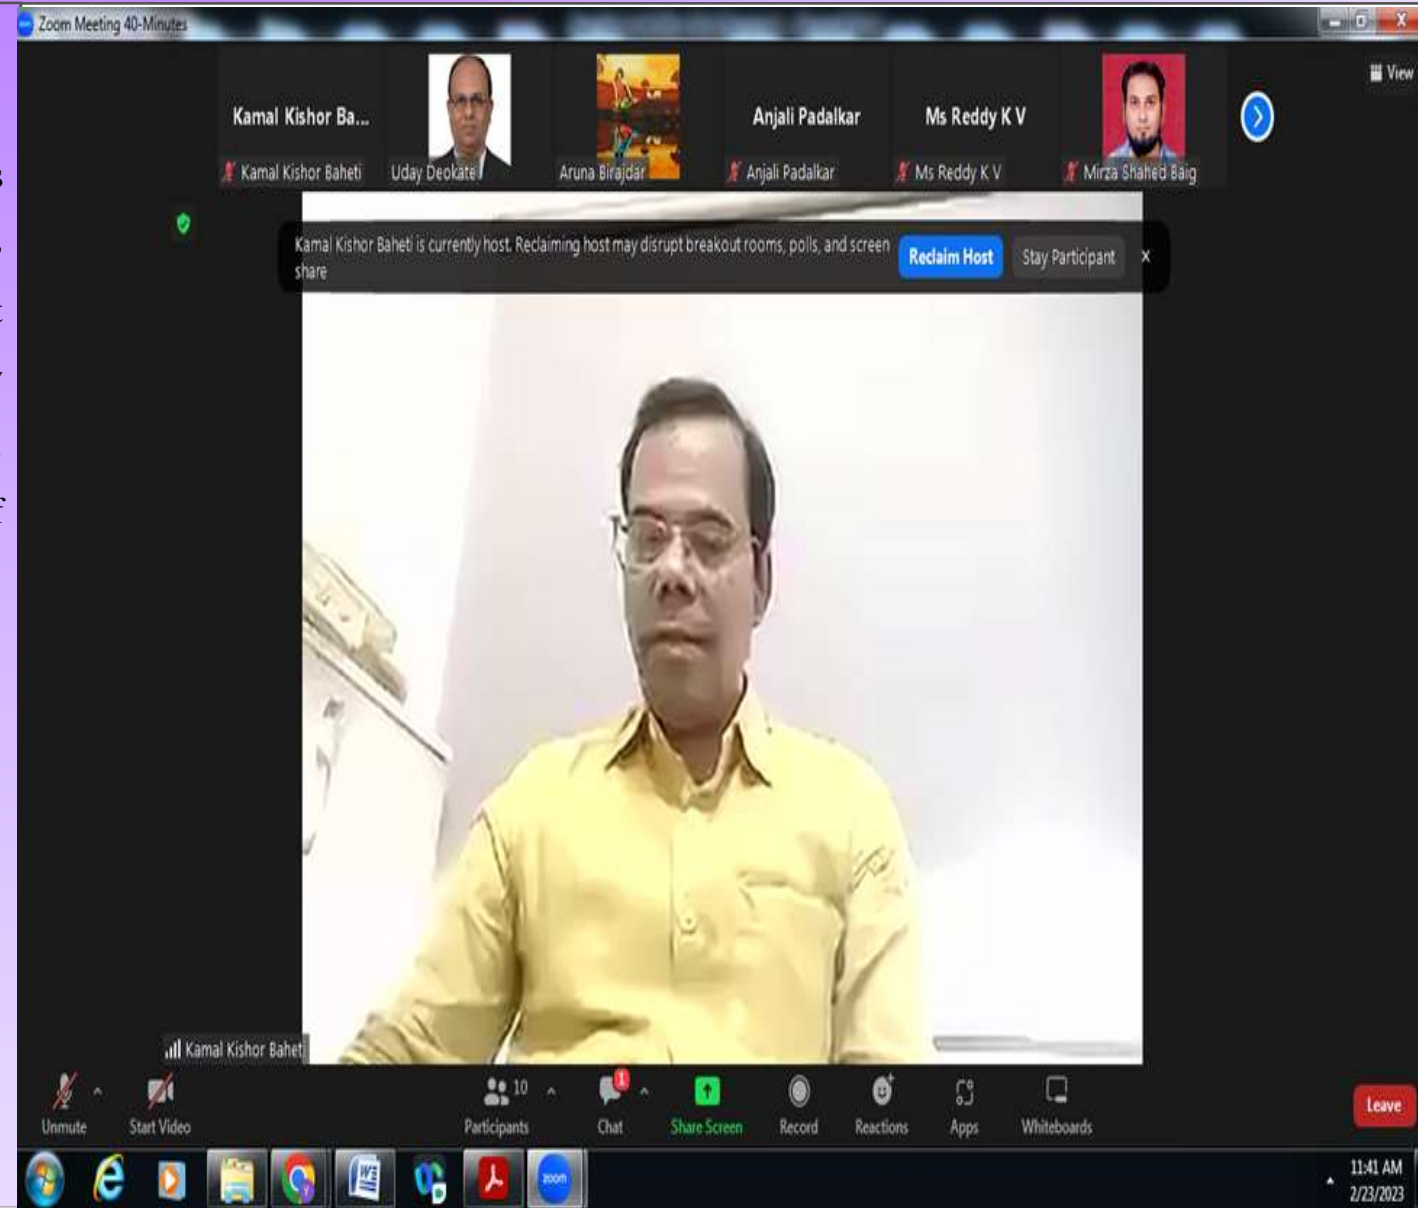 Zoom Meeting 40-Minutes
View
Kamal Kishor Ba...
Anjali Padalkar
Ms Reddy K V
Kamal Kishor Baheti
Uday Deokate
Aruna Birajdar
Anjali Padalkar
Ms Reddy K V
Mirza Shahed Baig
Kamal Kishor Baheti is currently host. Reclaiming host may disrupt breakout rooms, polls, and screen
share
Reclaim Host
Stay Participant
x
Kamal Kishor Baheti
10
1
Unmute
Start Video
Participants
Chat
Share Screen
Record
Reactions
Apps
Whiteboards
Leave
zoom
11:41 AM
2/23/2023